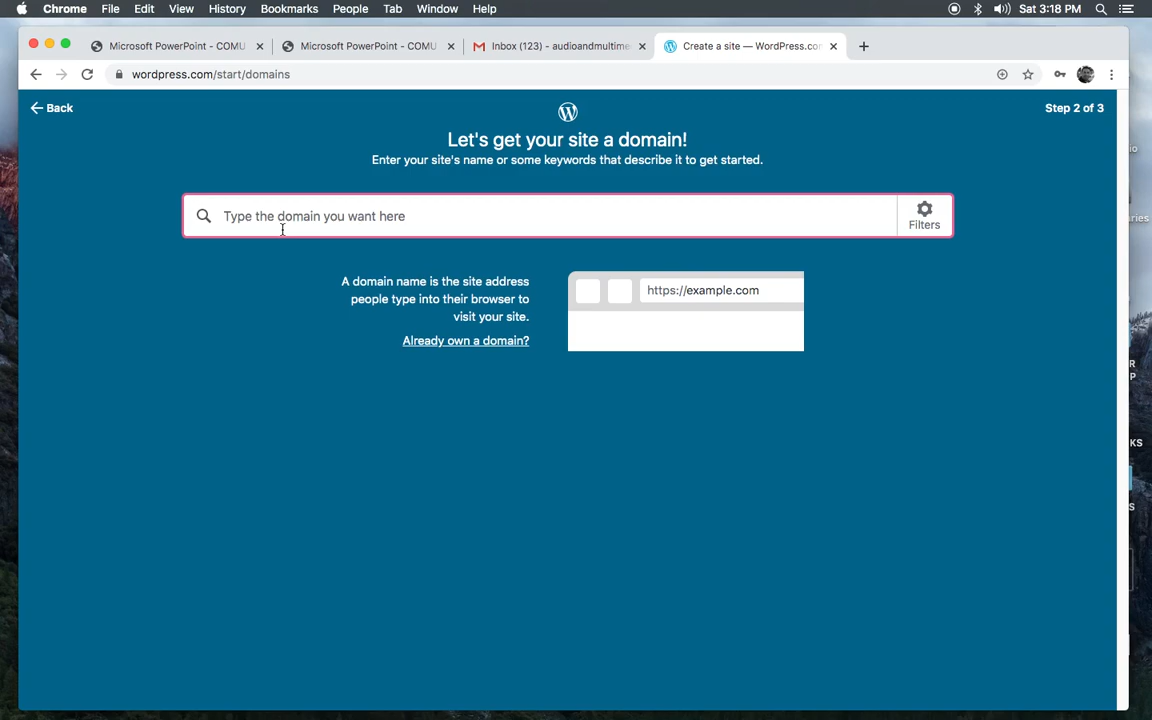 Chrome File Edit View History Bookmarks People Tab Window Help Sat 3:18 PM
Microsoft PowerPoint - COMU Microsoft PowerPoint - COMU Inbox (123) - audioandmultime Create a site — WordPress.co
wordpress.com/start/domains
Back
Step 2 of 3
Let's get your site a domain!
Enter your site's name or some keywords that describe it to get started.
Type the domain you want here
Filters
A domain name is the site address
people type into their browser to
visit your site.
Already own a domain?
https://example.com
io
aries
R
P
KS
S